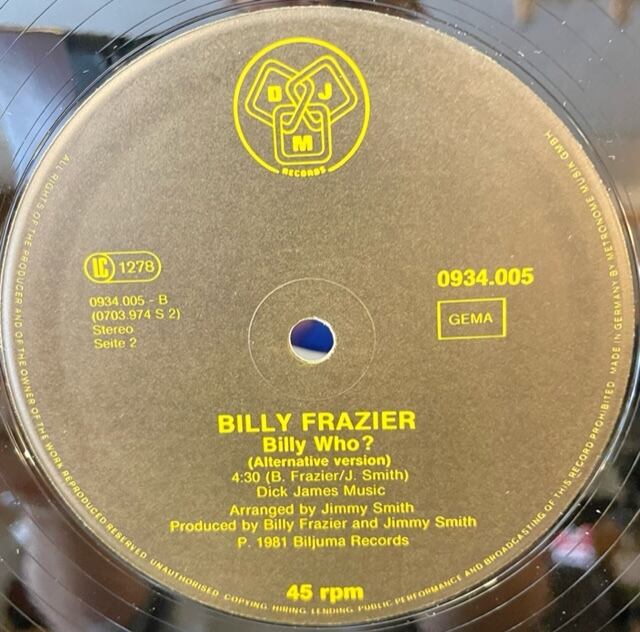 D J
M
RECORDS
LC 1278
0934.005 - B
(0703.974 S 2)
Stereo
Seite 2
0934.005
GEMA
BILLY FRAZIER
Billy Who?
(Alternative version)
4:30 (B. Frazier/J. Smith)
Dick James Music
Arranged by Jimmy Smith
Produced by Billy Frazier and Jimmy Smith
P. 1981 Biljuma Records
45 rpm
ALL RIGHTS OF THE PRODUCER AND OF THE OWNER OF THE WORK REPRODUCED RESERVED UNAUTHORISED COPYING HIRING LENDING PUBLIC PERFORMANCE AND BROADCASTING OF THIS RECORD PROHIBITED MADE IN GERMANY BY METRONOME MUSIK GMBH